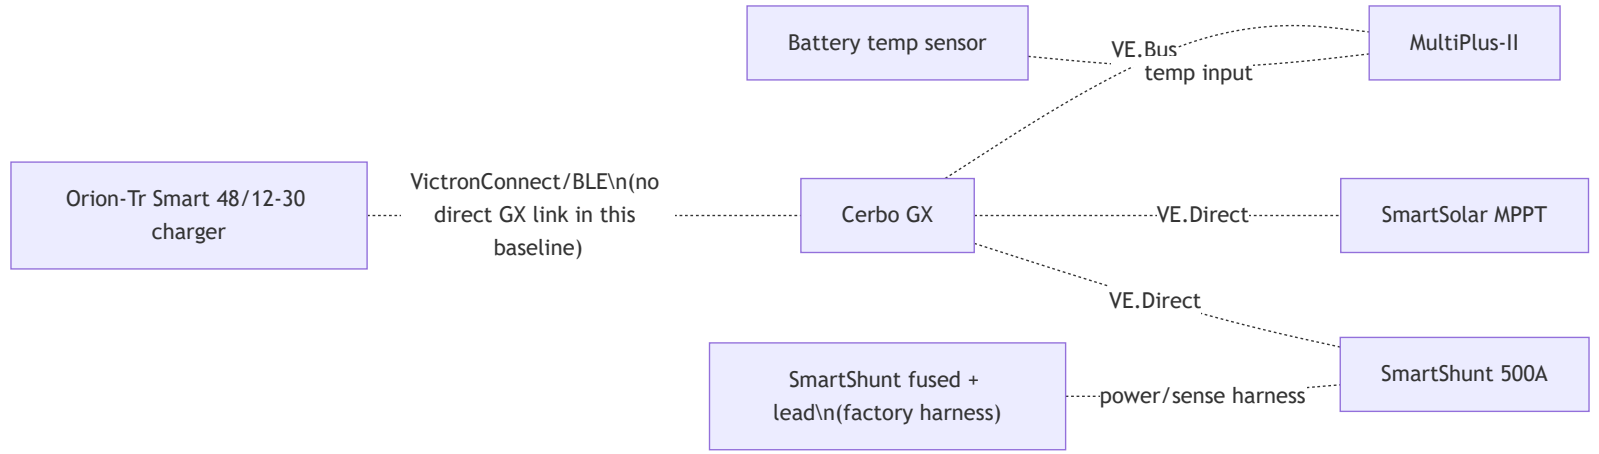 Battery temp sensor
VE.Bus
temp input
MultiPlus-II
Orion-Tr Smart 48/12-30
charger
VictronConnect/BLE\n(no
direct GX link in this
baseline)
Cerbo GX
VE.Direct
SmartSolar MPPT
VE.Direct
SmartShunt fused +
lead\n(factory harness)
power/sense harness
SmartShunt 500A